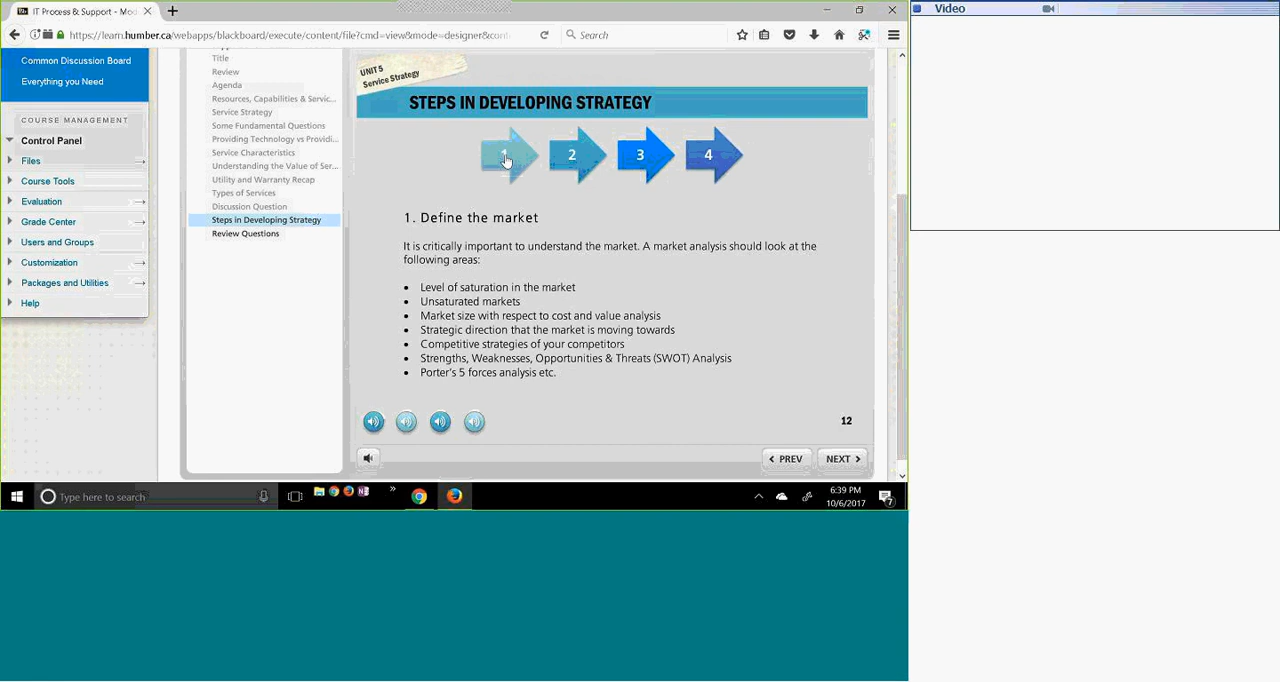 IT Process & Support - Mod
Video
https://learn.humber.ca/webapps/blackboard/execute/content/file?cmd=view&mode=designer&cont
Search
Common Discussion Board
Everything you Need
COURSE MANAGEMENT
Control Panel
Files
Course Tools
Evaluation
Grade Center
Users and Groups
Customization
Packages and Utilities
Help
Title
Review
Agenda
Resources, Capabilities & Servic...
Service Strategy
Some Fundamental Questions
Providing Technology vs Providi...
Service Characteristics
Understanding the Value of Ser...
Utility and Warranty Recap
Types of Services
Discussion Question
Steps in Developing Strategy
Review Questions
UNIT 5
Service Strategy
STEPS IN DEVELOPING STRATEGY
1 2 3 4
1. Define the market
It is critically important to understand the market. A market analysis should look at the
following areas:
• Level of saturation in the market
• Unsaturated markets
• Market size with respect to cost and value analysis
• Strategic direction that the market is moving towards
• Competitive strategies of your competitors
• Strengths, Weaknesses, Opportunities & Threats (SWOT) Analysis
• Porter's 5 forces analysis etc.
12
PREV NEXT
Type here to search
6:39 PM
10/6/2017
7